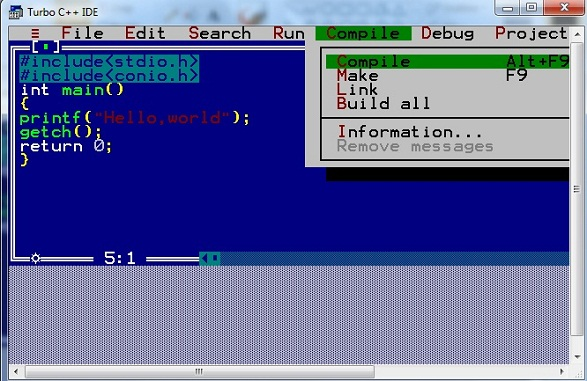 Turbo C++ IDE
≡ File Edit Search Run Compile Debug Project
[▪]
#include<stdio.h>
#include<conio.h>
int main()
{
printf("Hello,world");
getch();
return 0;
}
Compile Alt+F9
Make F9
Link
Build all
Information...
Remove messages
5:1